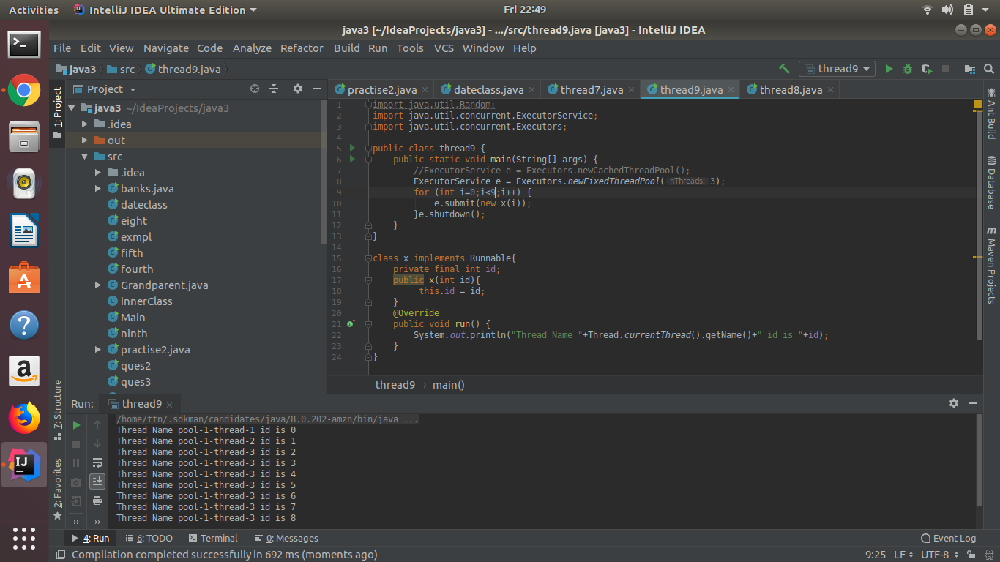 Activities IntelliJ IDEA Ultimate Edition Fri 22:49
java3 [~/IdeaProjects/java3] - .../src/thread9.java [java3] - IntelliJ IDEA
File Edit View Navigate Code Analyze Refactor Build Run Tools VCS Window Help
java3 src thread9.java thread9
Project
practise2.java dateclass.java thread7.java thread9.java thread8.java
1: Project
7: Structure
2: Favorites
java3 ~/IdeaProjects/java3
.idea
out
src
.idea
banks.java
dateclass
eight
exmpl
fifth
fourth
Grandparent.java
innerClass
Main
ninth
practise2.java
ques2
ques3
1 import java.util.Random;
2 import java.util.concurrent.ExecutorService;
3 import java.util.concurrent.Executors;
4
5 public class thread9 {
6 public static void main(String[] args) {
7 //ExecutorService e = Executors.newCachedThreadPool();
8 ExecutorService e = Executors.newFixedThreadPool( nThreads: 3);
9 for (int i=0;i<9;i++) {
10 e.submit(new x(i));
11 }e.shutdown();
12 }
13 }
14
15 class x implements Runnable{
16 private final int id;
17 public x(int id){
18 this.id = id;
19 }
20 @Override
21 public void run() {
22 System.out.println("Thread Name "+Thread.currentThread().getName()+" id is "+id);
23 }
24 }
thread9 › main()
Ant Build
Database
Maven Projects
Run: thread9
/home/ttn/.sdkman/candidates/java/8.0.202-amzn/bin/java ...
Thread Name pool-1-thread-1 id is 0
Thread Name pool-1-thread-2 id is 1
Thread Name pool-1-thread-3 id is 2
Thread Name pool-1-thread-3 id is 3
Thread Name pool-1-thread-3 id is 4
Thread Name pool-1-thread-3 id is 5
Thread Name pool-1-thread-3 id is 6
Thread Name pool-1-thread-3 id is 7
Thread Name pool-1-thread-3 id is 8
4: Run 6: TODO Terminal 0: Messages Event Log
Compilation completed successfully in 692 ms (moments ago) 9:25 LF UTF-8